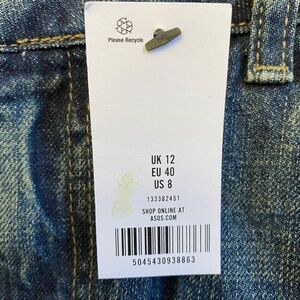 Please Recycle
UK 12
EU 40
US 8
133382451
SHOP ONLINE AT
ASOS.COM
5045430938863